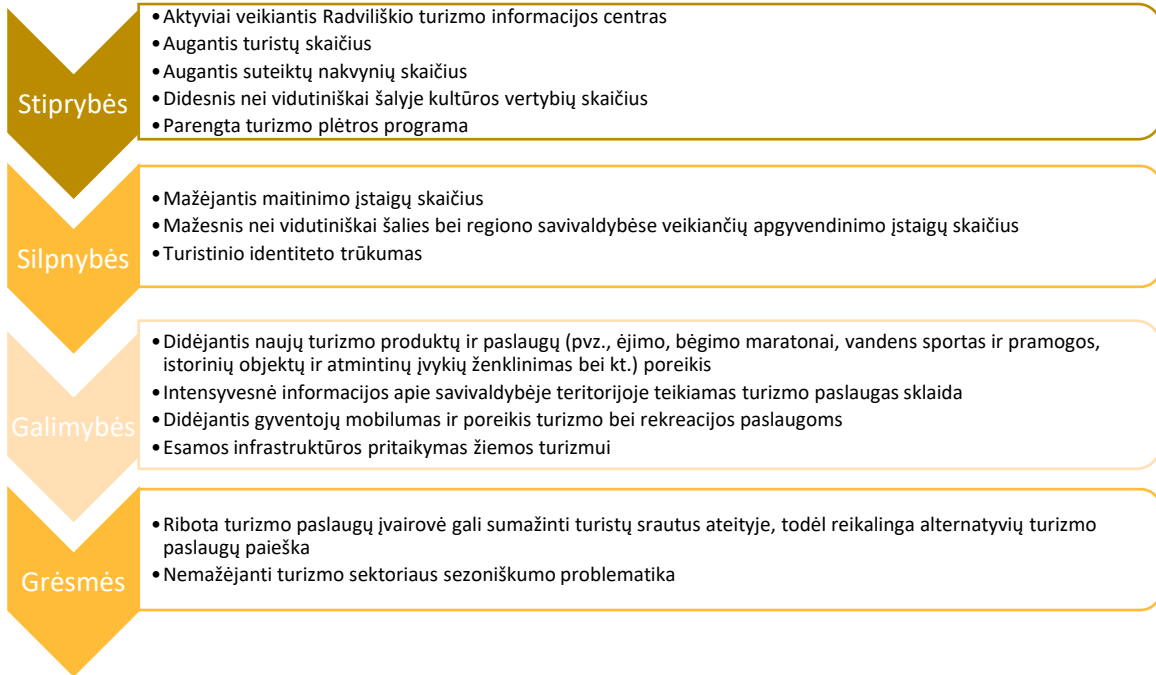 Stiprybės
•Aktyviai veikiantis Radviliškio turizmo informacijos centras
•Augantis turistų skaičius
•Augantis suteiktų nakvynių skaičius
•Didesnis nei vidutiniškai šalyje kultūros vertybių skaičius
•Parengta turizmo plėtros programa
Silpnybės
•Mažėjantis maitinimo įstaigų skaičius
•Mažesnis nei vidutiniškai šalies bei regiono savivaldybėse veikiančių apgyvendinimo įstaigų skaičius
•Turistinio identiteto trūkumas
Galimybės
•Didėjantis naujų turizmo produktų ir paslaugų (pvz., ėjimo, bėgimo maratonai, vandens sportas ir pramogos,
istorinių objektų ir atmintinų įvykių ženklinimas bei kt.) poreikis
•Intensyvesnė informacijos apie savivaldybėje teritorijoje teikiamas turizmo paslaugas sklaida
•Didėjantis gyventojų mobilumas ir poreikis turizmo bei rekreacijos paslaugoms
•Esamos infrastruktūros pritaikymas žiemos turizmui
Grėsmės
•Ribota turizmo paslaugų įvairovė gali sumažinti turistų srautus ateityje, todėl reikalinga alternatyvių turizmo
paslaugų paieška
•Nemažėjanti turizmo sektoriaus sezoniškumo problematika